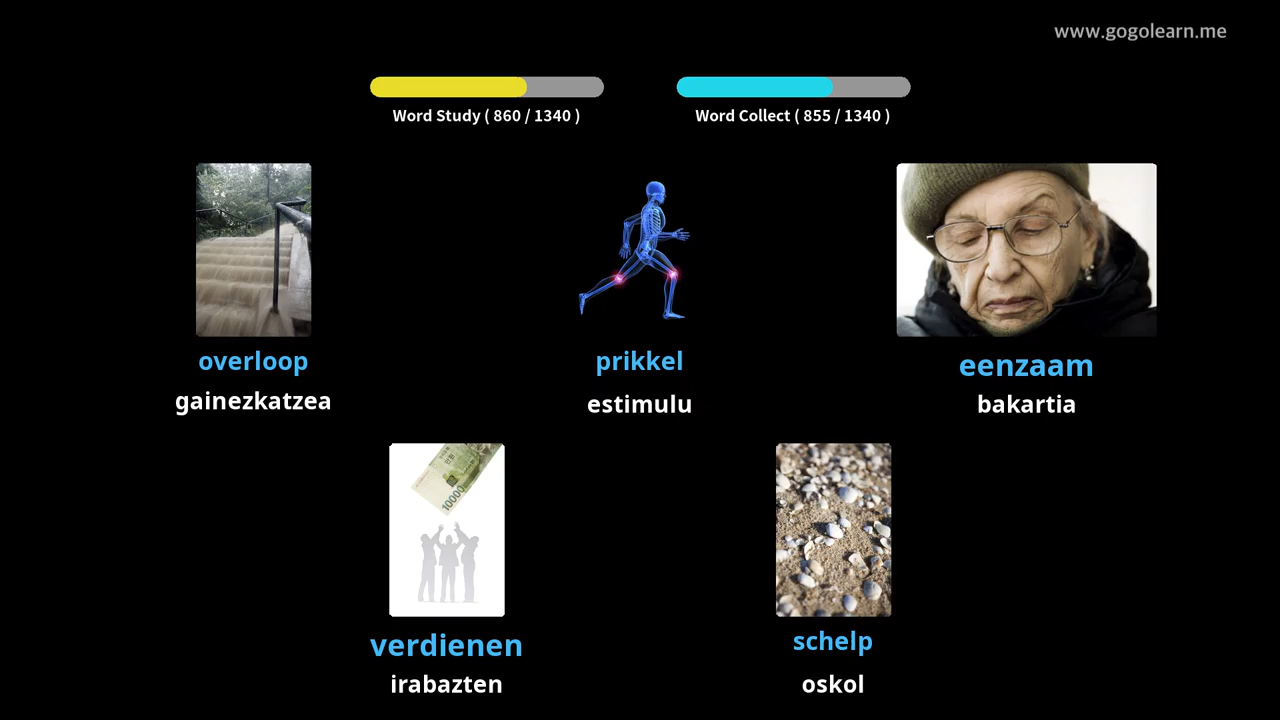 www.gogolearn.me
Word Study ( 860 / 1340 )
Word Collect ( 855 / 1340 )
overloop
prikkel
eenzaam
gainezkatzea
estimulu
bakartia
10000
verdienen
schelp
irabazten
oskol